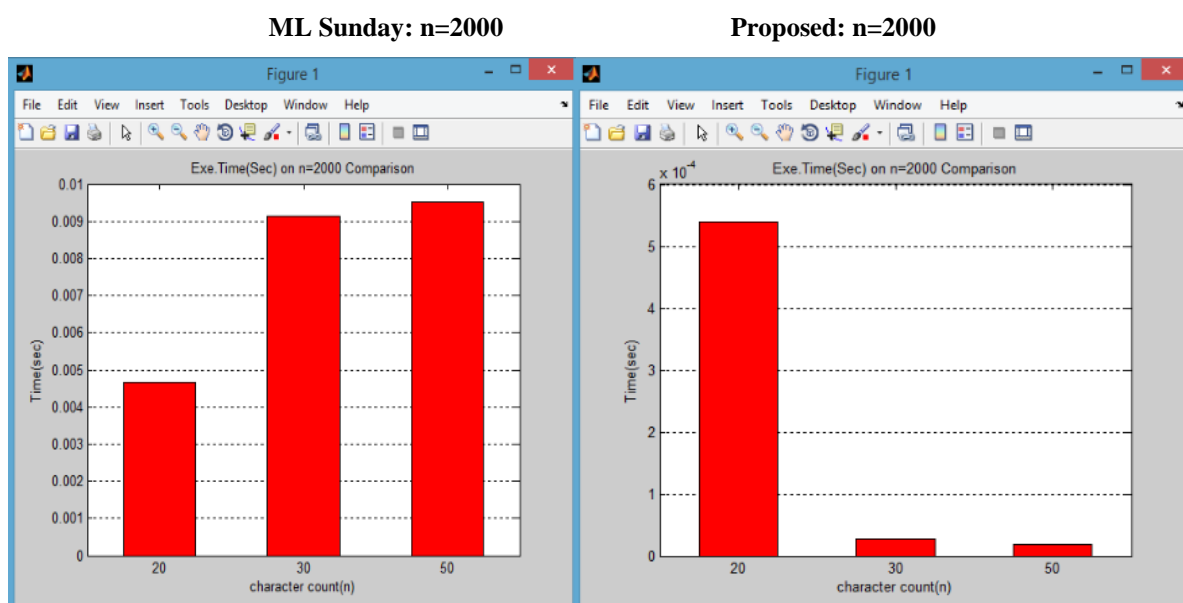 ML Sunday: n=2000
Proposed: n=2000
Figure 1
File Edit View Insert Tools Desktop Window Help
Exe.Time(Sec) on n=2000 Comparison
0.01
0.009
0.008
0.007
0.006
0.005
0.004
0.003
0.002
0.001
0
Time(sec)
20 30 50
character count(n)
Figure 1
File Edit View Insert Tools Desktop Window Help
x 10^-4
Exe.Time(Sec) on n=2000 Comparison
6
5
4
3
2
1
0
Time(sec)
20 30 50
character count(n)